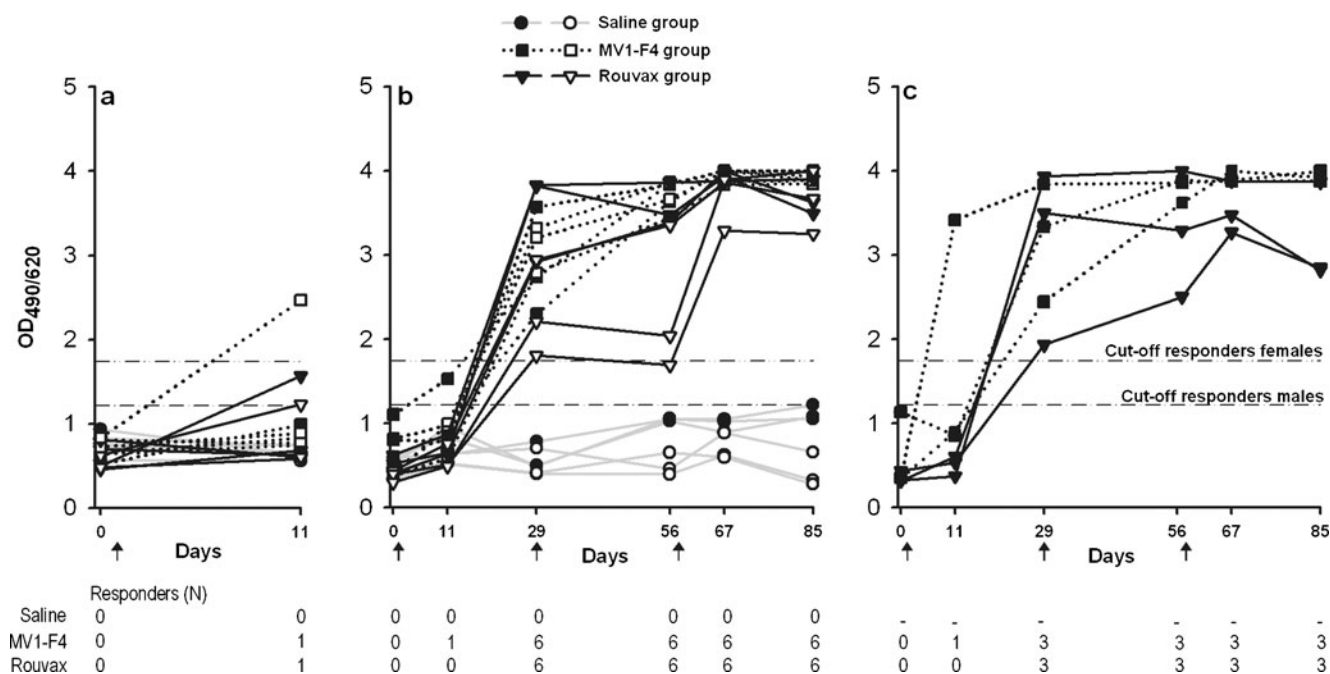 Saline group
MV1-F4 group
Rouvax group
a
b
c
5 5 5
4 4 4
3 3 3
2 2 2
1 1 1
0 0 0
OD490/620
Cut-off responders females
Cut-off responders males
0 11 0 11 29 56 67 85 0 11 29 56 67 85
Days Days Days
Responders (N)
Saline 0 0 0 0 0 0 0 0 - - - - - -
MV1-F4 0 1 0 1 6 6 6 6 0 1 3 3 3 3
Rouvax 0 1 0 0 6 6 6 6 0 0 3 3 3 3